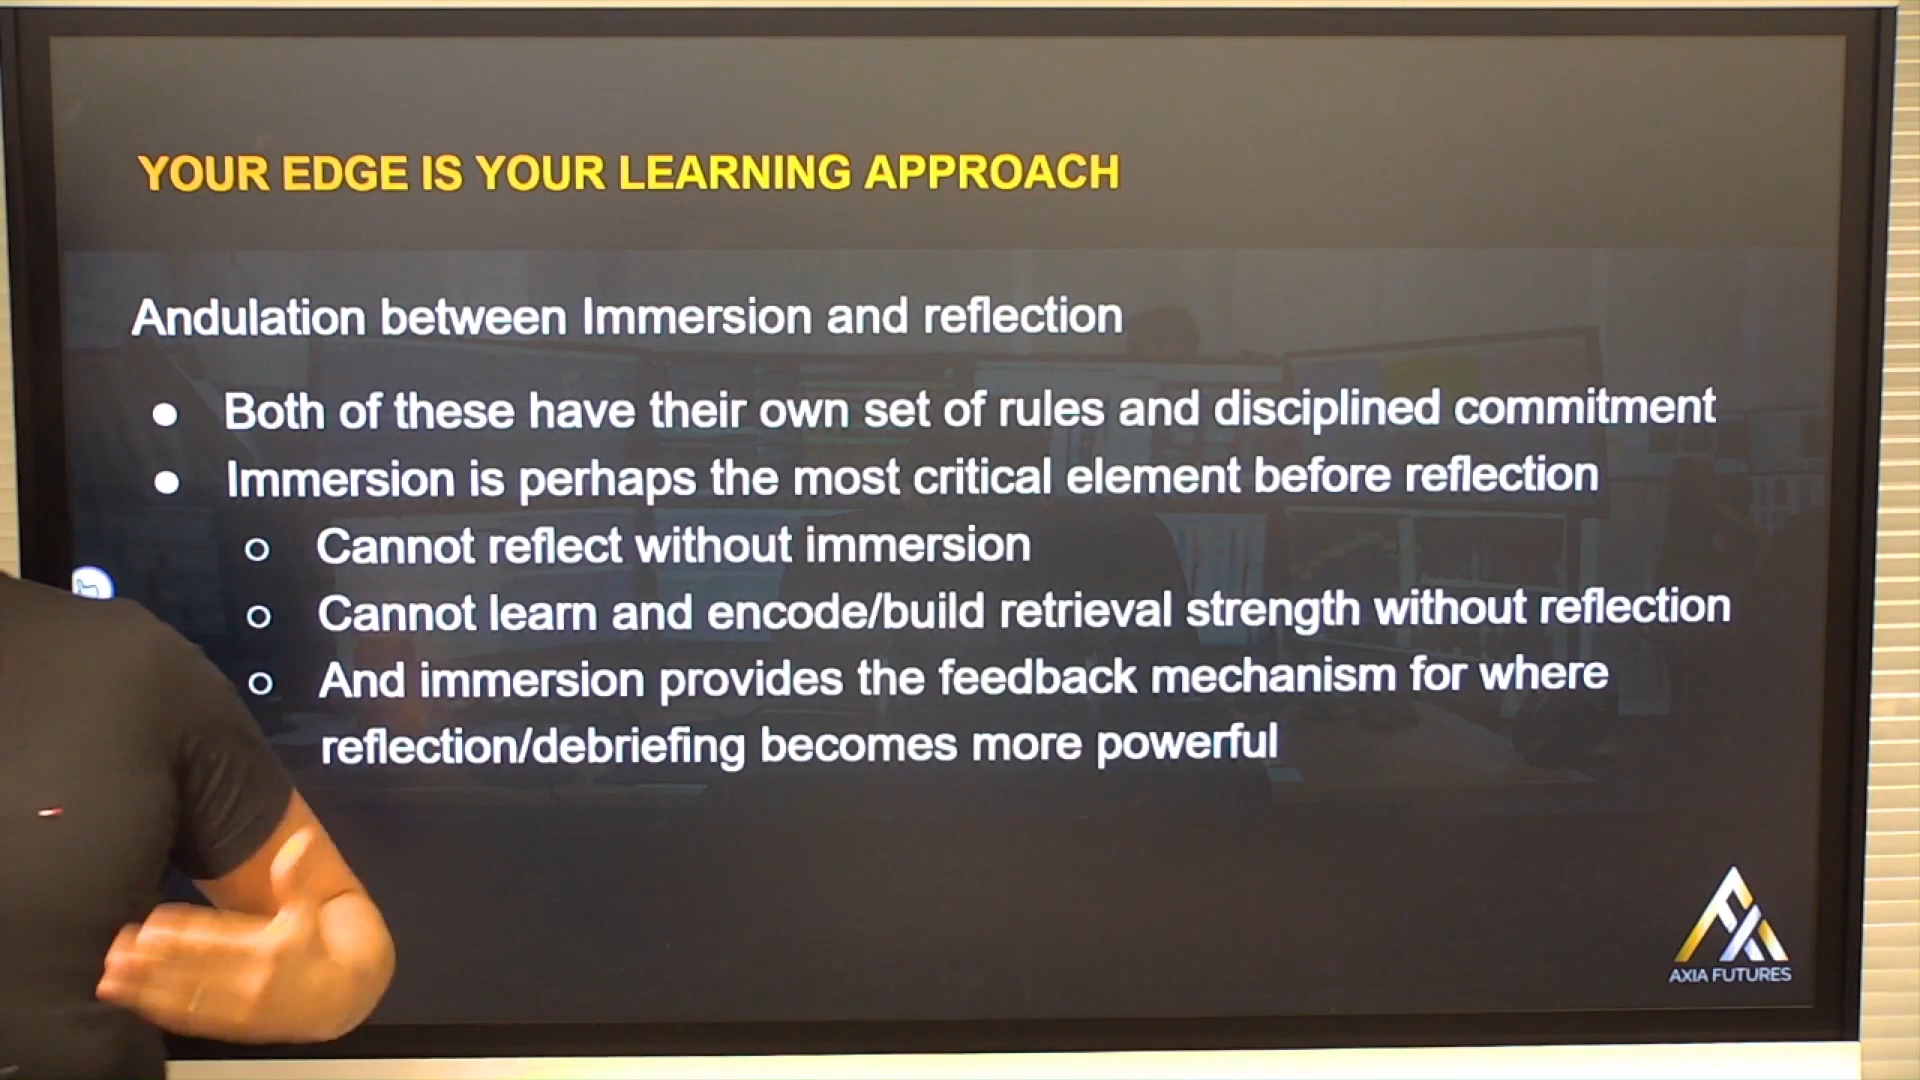 YOUR EDGE IS YOUR LEARNING APPROACH
Andulation between Immersion and reflection
● Both of these have their own set of rules and disciplined commitment
● Immersion is perhaps the most critical element before reflection
○ Cannot reflect without immersion
○ Cannot learn and encode/build retrieval strength without reflection
○ And immersion provides the feedback mechanism for where
reflection/debriefing becomes more powerful
AXIA FUTURES